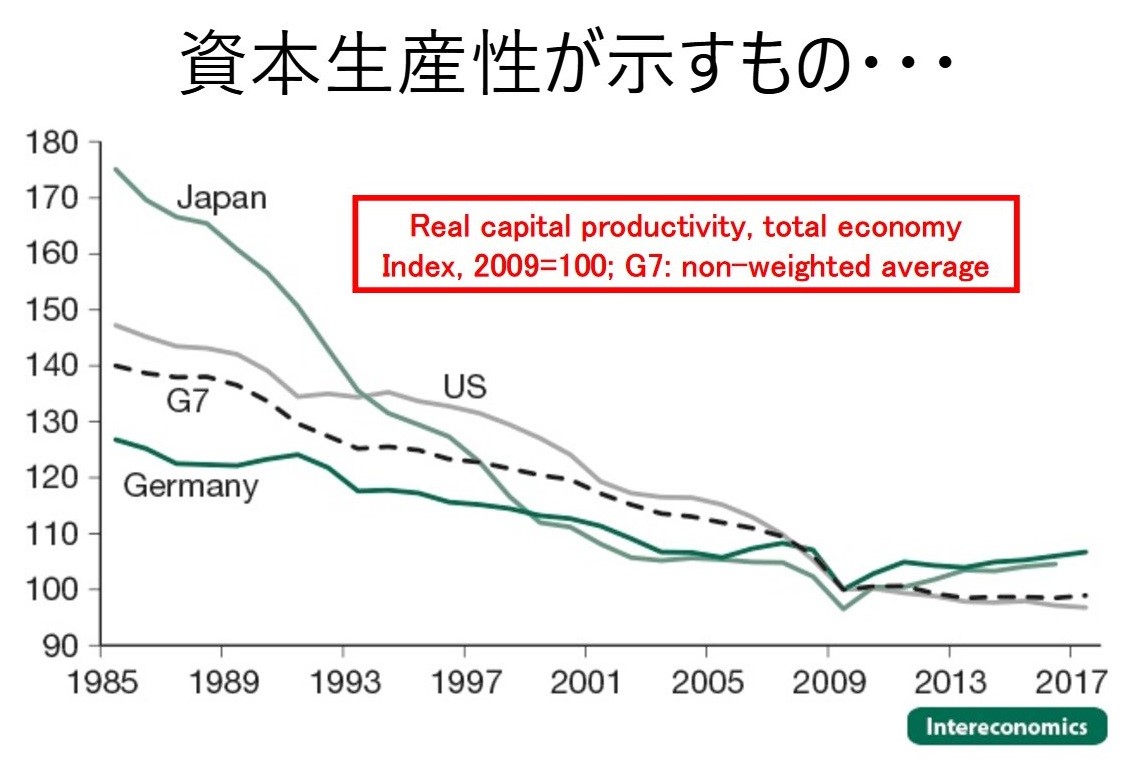 資本生産性が示すもの・・・
180
170
160
150
140
130
120
110
100
90
Japan
Real capital productivity, total economy
Index, 2009=100; G7: non-weighted average
US
G7
Germany
1985 1989 1993 1997 2001 2005 2009 2013 2017
Intereconomics